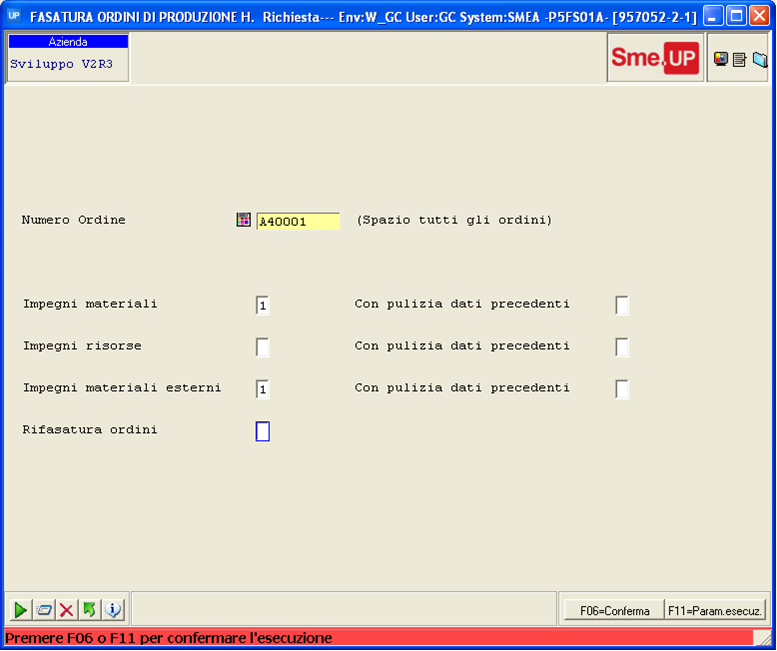 UP FASATURA ORDINI DI PRODUZIONE H. Richiesta--- Env:W_GC User:GC System:SMEA -P5FS01A- [957052-2-1]
Azienda
Sviluppo V2R3
Sme.UP
Numero Ordine A40001 (Spazio tutti gli ordini)
Impegni materiali 1 Con pulizia dati precedenti
Impegni risorse Con pulizia dati precedenti
Impegni materiali esterni 1 Con pulizia dati precedenti
Rifasatura ordini
F06=Conferma F11=Param.esecuz.
Premere F06 o F11 per confermare l'esecuzione